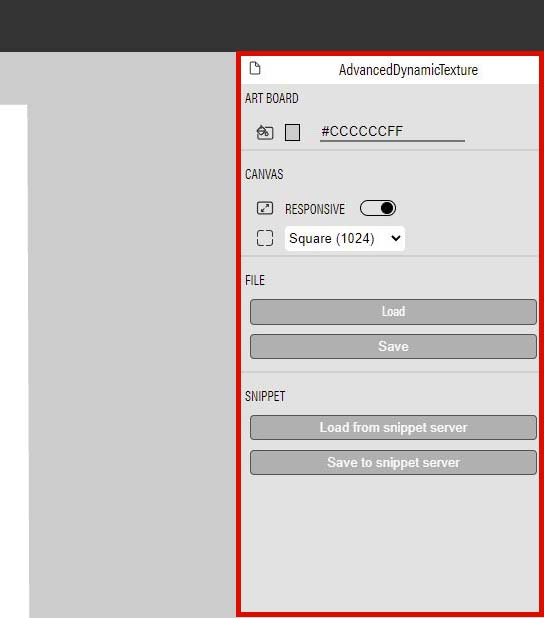 AdvancedDynamicTexture
ART BOARD
#CCCCCCFF
CANVAS
RESPONSIVE
Square (1024)
FILE
Load
Save
SNIPPET
Load from snippet server
Save to snippet server